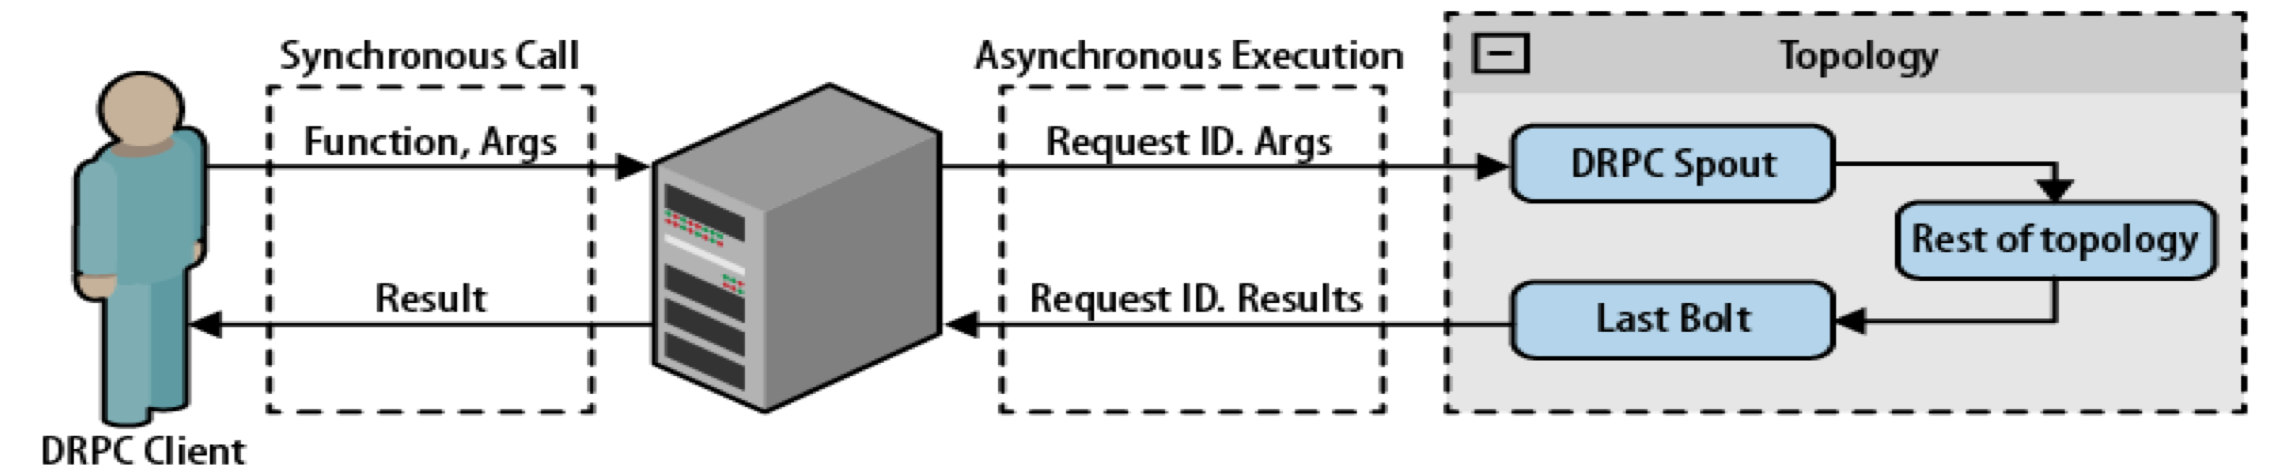 Synchronous Call
Asynchronous Execution
Topology
Function, Args
Request ID. Args
DRPC Spout
Rest of topology
Result
Request ID. Results
Last Bolt
DRPC Client